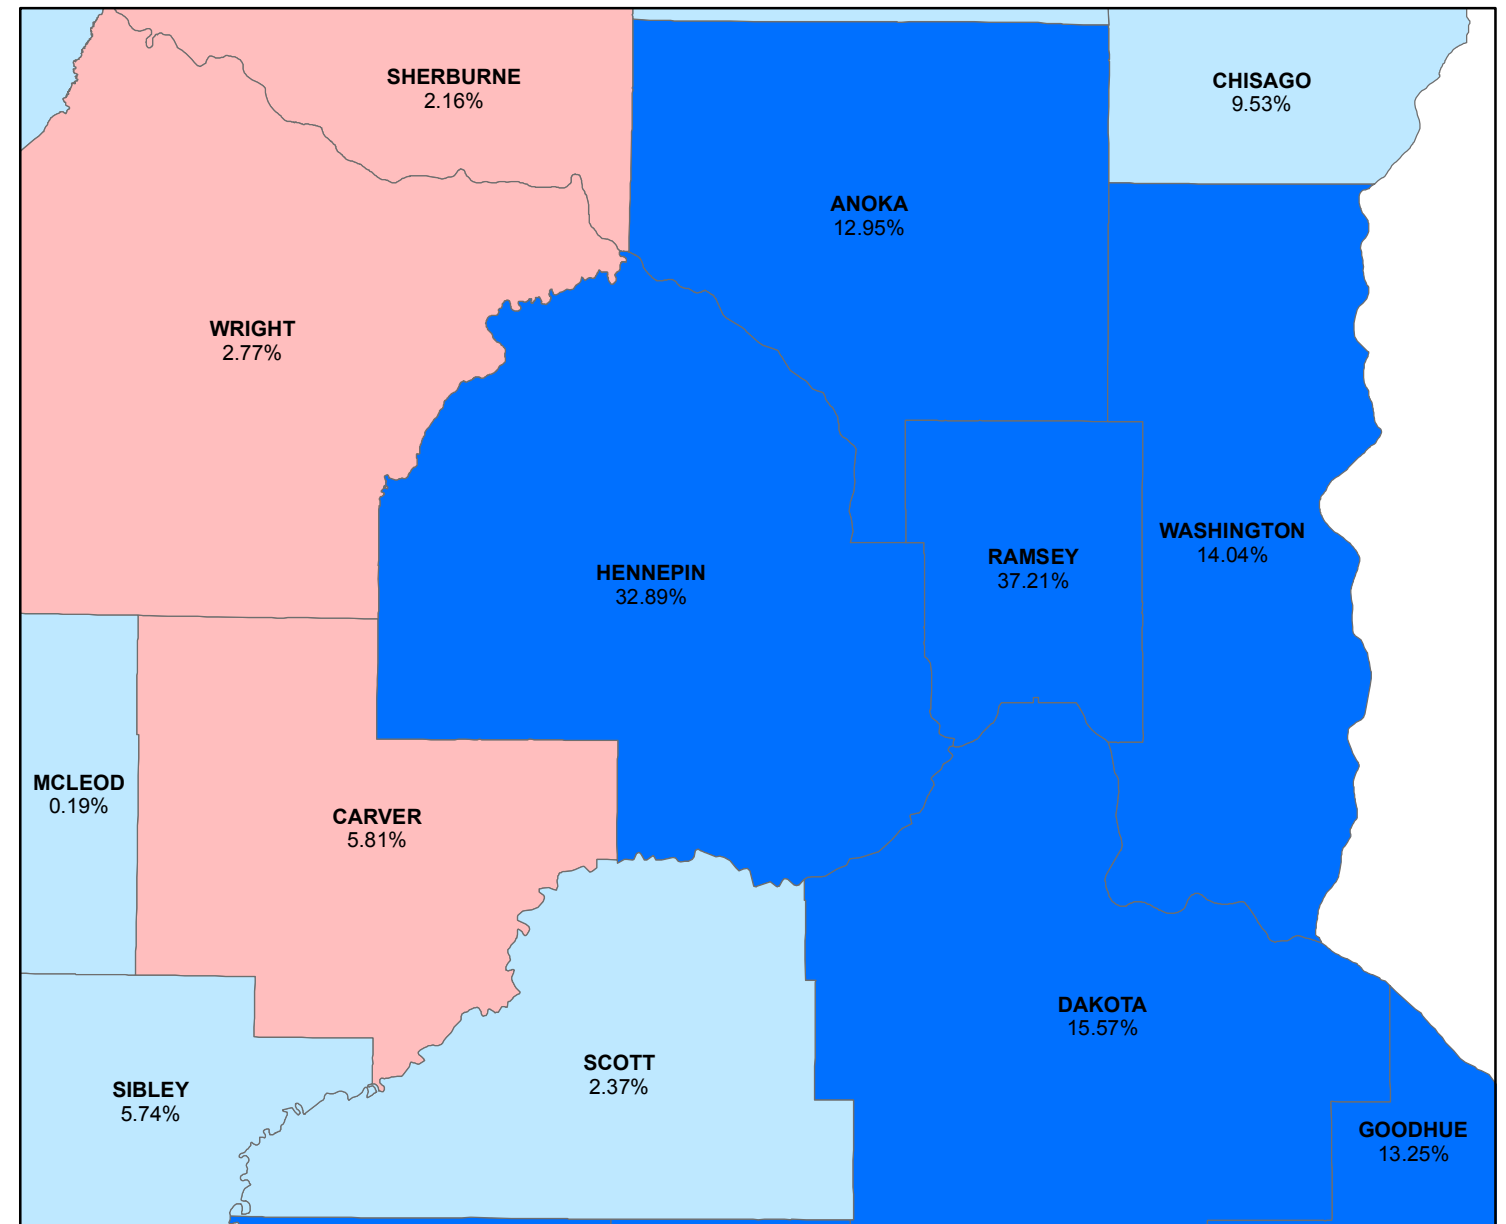 SHERBURNE
2.16%
CHISAGO
9.53%
ANOKA
12.95%
WRIGHT
2.77%
WASHINGTON
14.04%
RAMSEY
37.21%
HENNEPIN
32.89%
MCLEOD
0.19%
CARVER
5.81%
DAKOTA
15.57%
SCOTT
2.37%
SIBLEY
5.74%
GOODHUE
13.25%